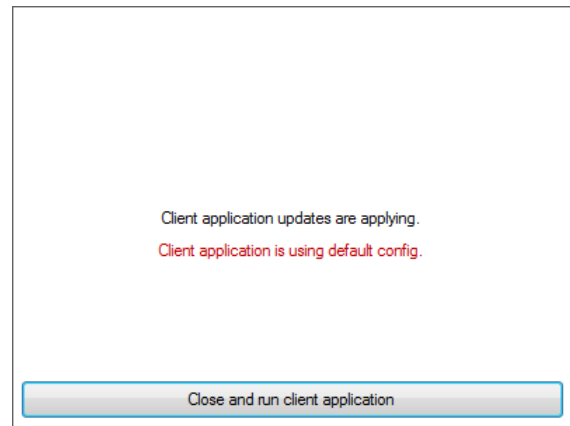 Client application updates are applying.
Client application is using default config.
Close and run client application